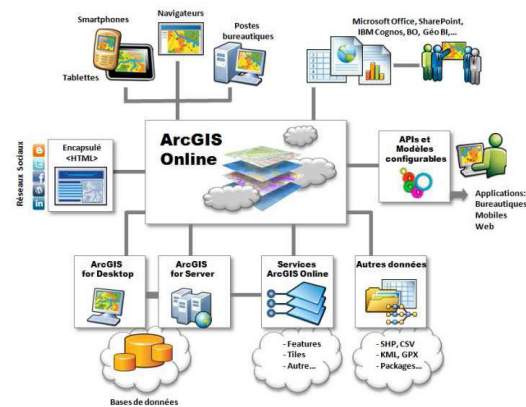 Smartphones
Navigateurs
Postes
bureautiques
Tablettes
Microsoft Office, SharePoint,
IBM Cognos, BO, Géo BI,...
Réseaux Sociaux
Encapsulé
<HTML>
ArcGIS
Online
APIs et
Modèles
configurables
Applications:
Bureautiques
Mobiles
Web
ArcGIS
for Desktop
ArcGIS
for Server
Services
ArcGIS Online
Autres données
- Features
- Tiles
- Autre...
- SHP, CSV
- KML, GPX
- Packages...
Bases de données